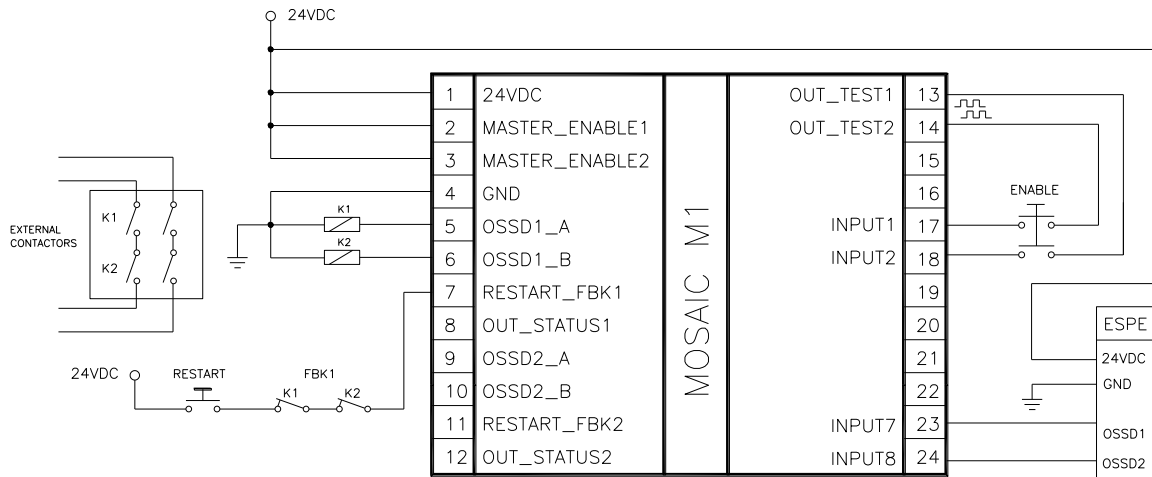 24VDC
1 24VDC
2 MASTER_ENABLE1
3 MASTER_ENABLE2
4 GND
5 OSSD1_A
6 OSSD1_B
7 RESTART_FBK1
8 OUT_STATUS1
9 OSSD2_A
10 OSSD2_B
11 RESTART_FBK2
12 OUT_STATUS2
MOSAIC M1
OUT_TEST1 13
OUT_TEST2 14
15
16
INPUT1 17
INPUT2 18
19
20
21
22
INPUT7 23
INPUT8 24
K1
K2
EXTERNAL
CONTACTORS
K1
K2
24VDC
RESTART
FBK1
K1
K2
ENABLE
ESPE
24VDC
GND
OSSD1
OSSD2